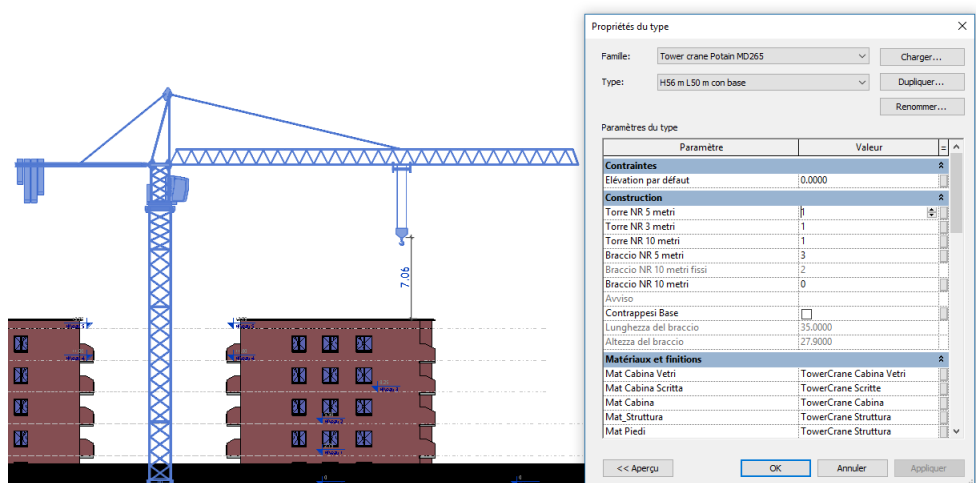 Propriétés du type
Famille: Tower crane Potain MD265 Charger...
Type: H56 m L50 m con base Dupliquer...
Renommer...
Paramètres du type
Paramètre Valeur =
Contraintes
Elévation par défaut 0.0000
Construction
Torre NR 5 metri 1
Torre NR 3 metri 1
Torre NR 10 metri 1
Braccio NR 5 metri 3
Braccio NR 10 metri fissi 2
Braccio NR 10 metri 0
Avviso
Contrappesi Base
Lunghezza del braccio 35.0000
Altezza del braccio 27.9000
Matériaux et finitions
Mat Cabina Vetri TowerCrane Cabina Vetri
Mat Cabina Scritta TowerCrane Scritte
Mat Cabina TowerCrane Cabina
Mat_Struttura TowerCrane Struttura
Mat Piedi TowerCrane Struttura
<< Aperçu OK Annuler Appliquer
7.06